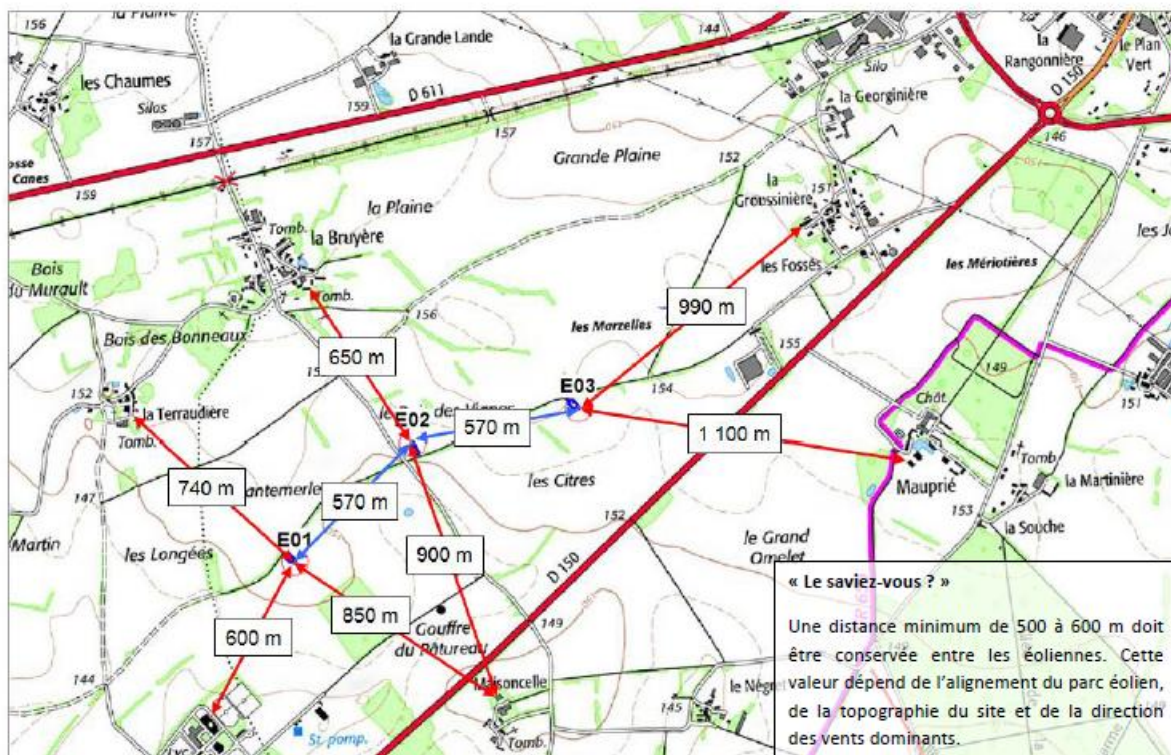 156
la Plaine
144
la Grande Lande
les Chaumes
Silos
159
D 611
157
157
159
Silo
la Rangonnière
le Plan Vert
D 150
146
la Georginière
Grande Plaine
152
la Groussinière
151
la Plaine
Tomb.
la Bruyère
Tomb.
Bois du Murault
Bois des Bonneaux
156
les Fossés
les Mériotières
990 m
les Marzelles
155
650 m
152
la Terraudière
Tomb.
E03
154
149
151
Chât.
E02
570 m
1 100 m
les Citres
Mauprié
Tomb.
la Martinière
153
la Souche
740 m
570 m
147
Martin
les Longées
E01
900 m
152
D 150
le Grand Omelet
850 m
600 m
149
Gouffre du Pâtureau
Maisoncelle
144
145
St. pomp.
Tomb.
« Le saviez-vous ? »
Une distance minimum de 500 à 600 m doit
être conservée entre les éoliennes. Cette
valeur dépend de l'alignement du parc éolien,
de la topographie du site et de la direction
des vents dominants.